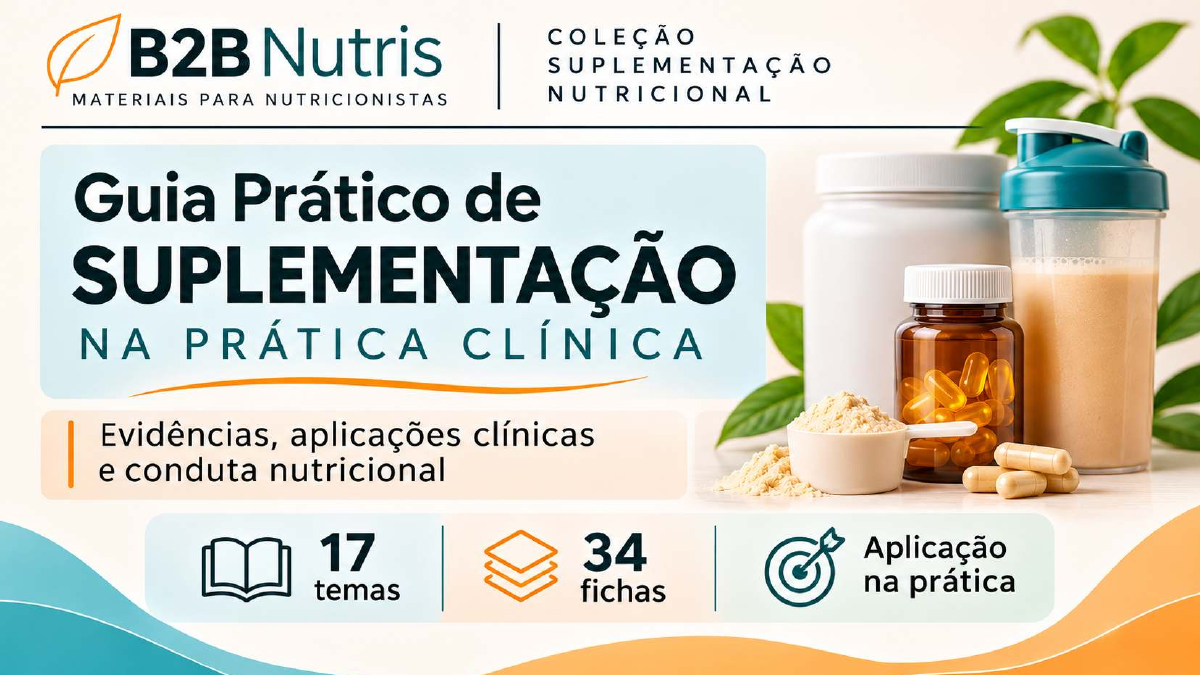 B2B Nutris
MATERIAIS PARA NUTRICIONISTAS
COLEÇÃO
SUPLEMENTAÇÃO
NUTRICIONAL
Guia Prático de
SUPLEMENTAÇÃO
NA PRÁTICA CLÍNICA
Evidências, aplicações clínicas
e conduta nutricional
17
temas
34
fichas
Aplicação
na prática